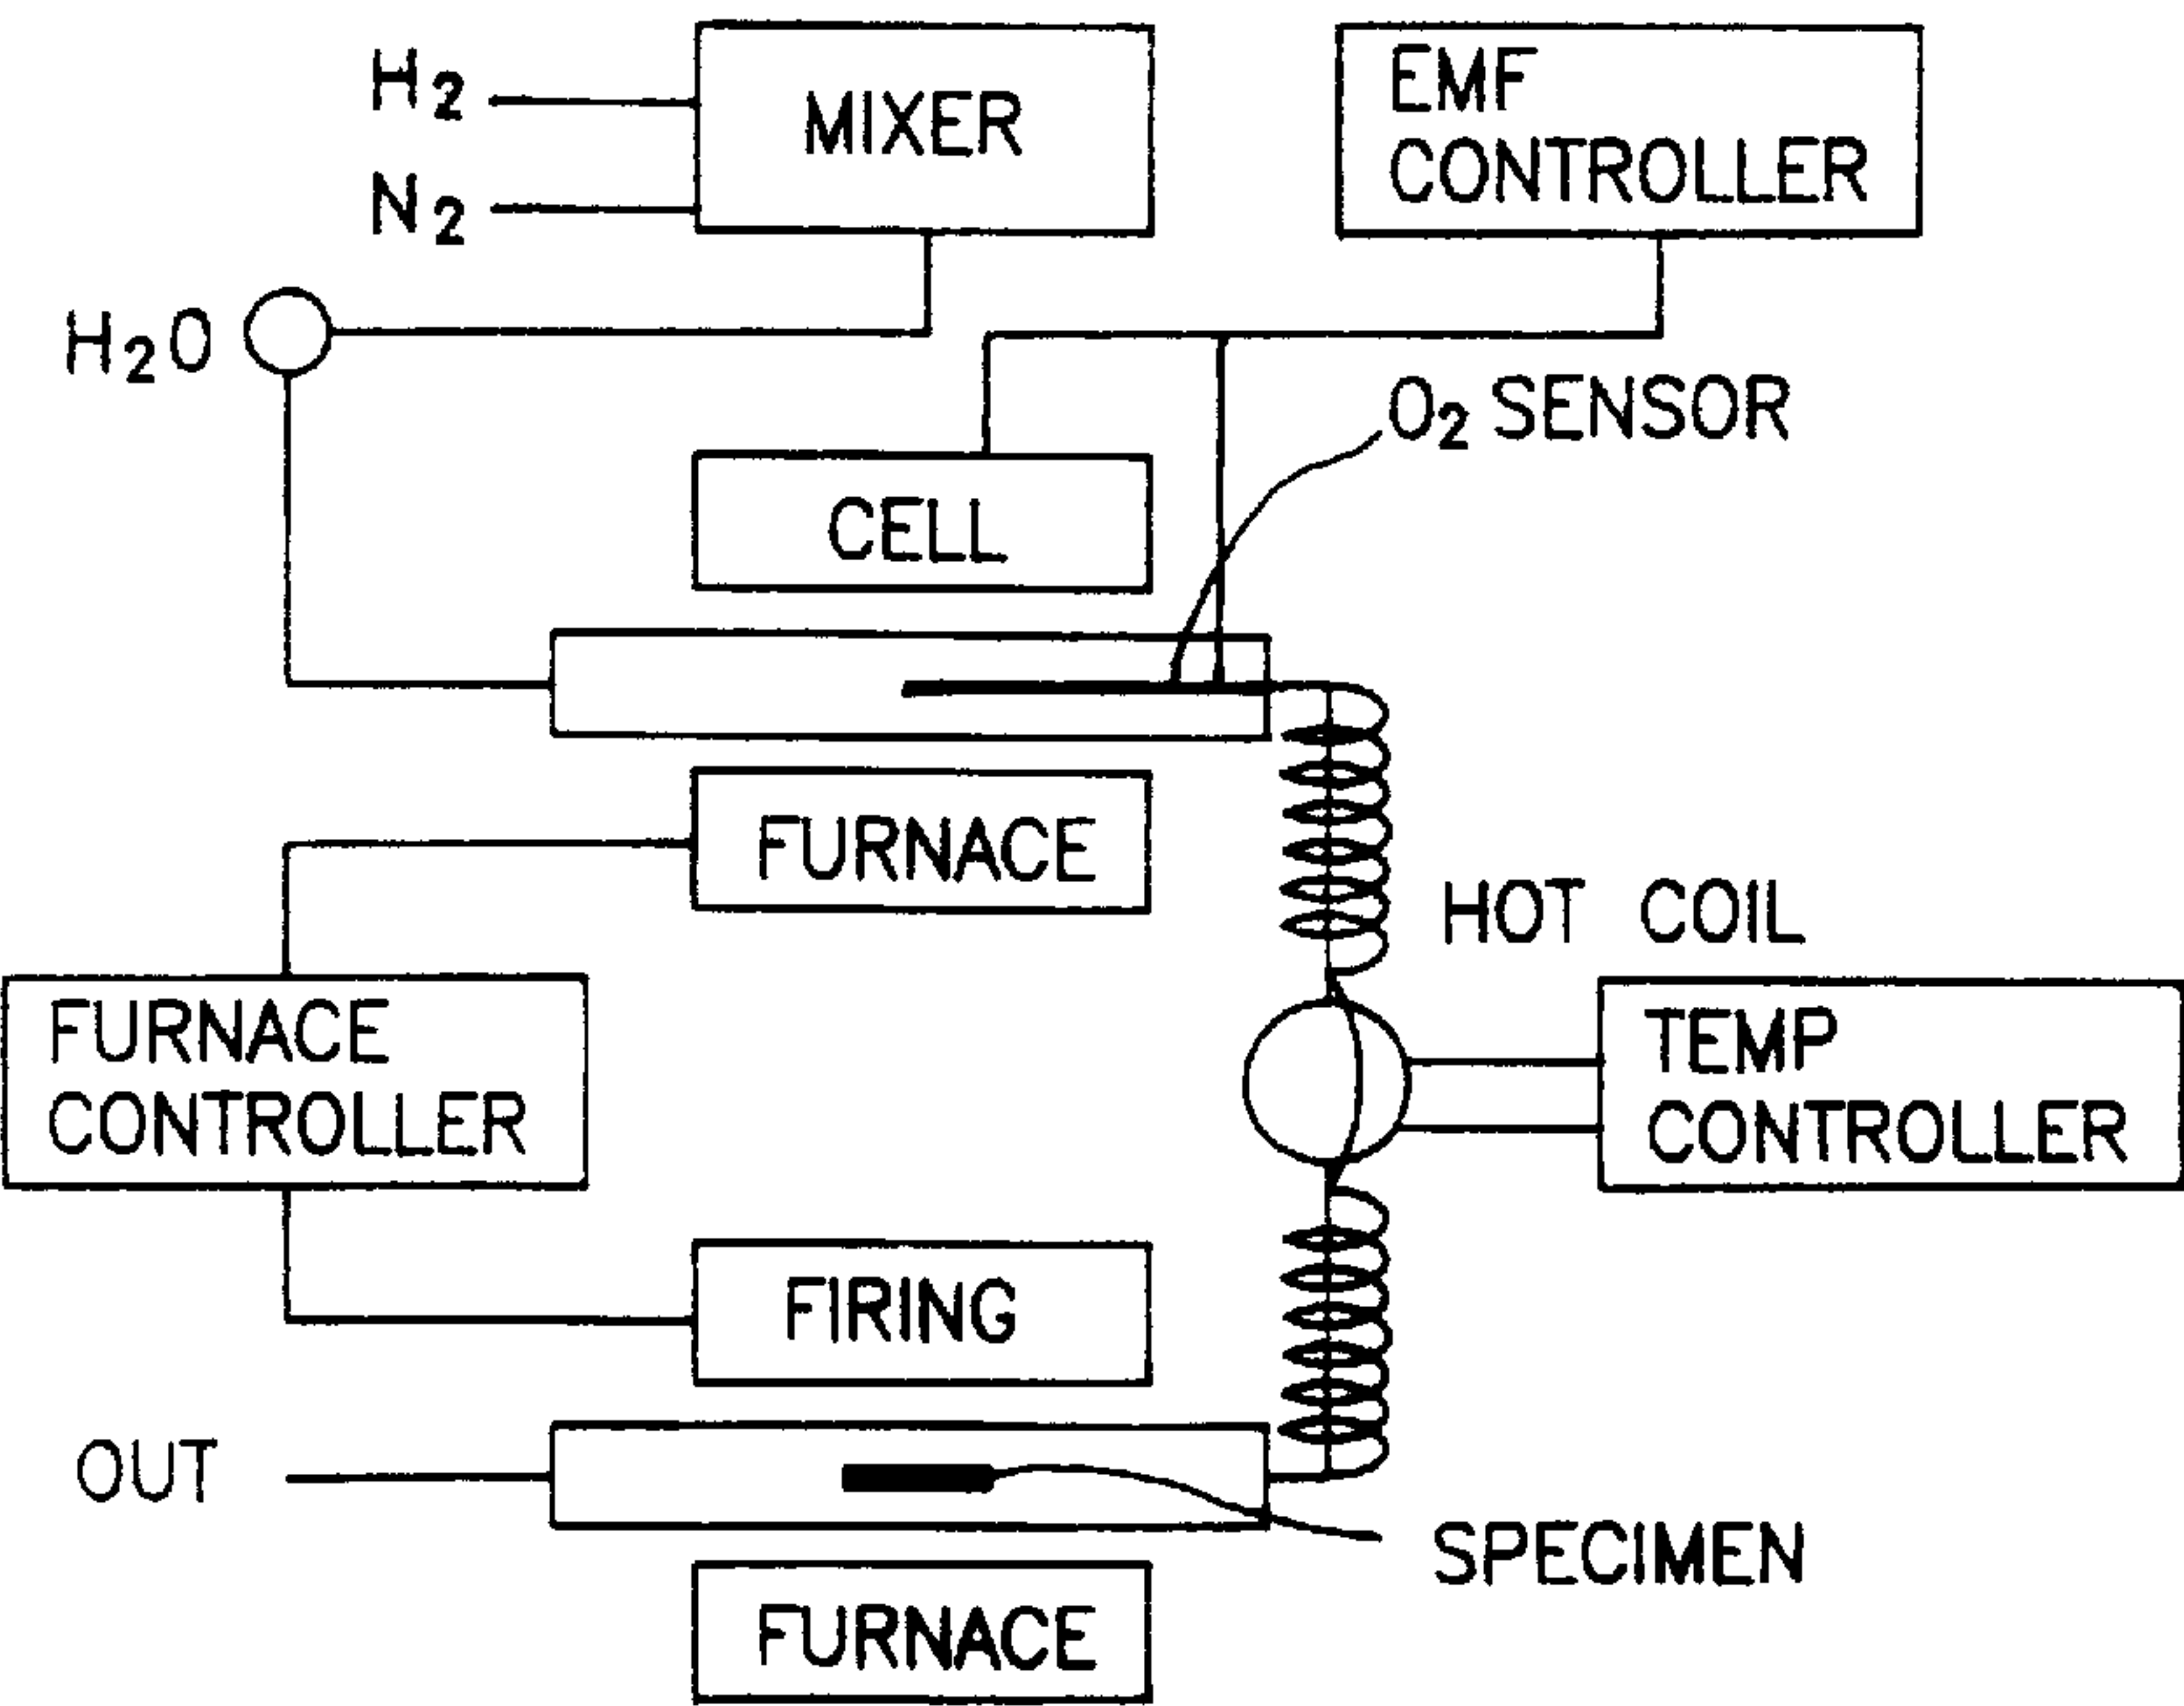 H2
MIXER
N2
EMF
CONTROLLER
H2O
O2 SENSOR
CELL
FURNACE
HOT COIL
FURNACE
CONTROLLER
TEMP
CONTROLLER
FIRING
OUT
SPECIMEN
FURNACE